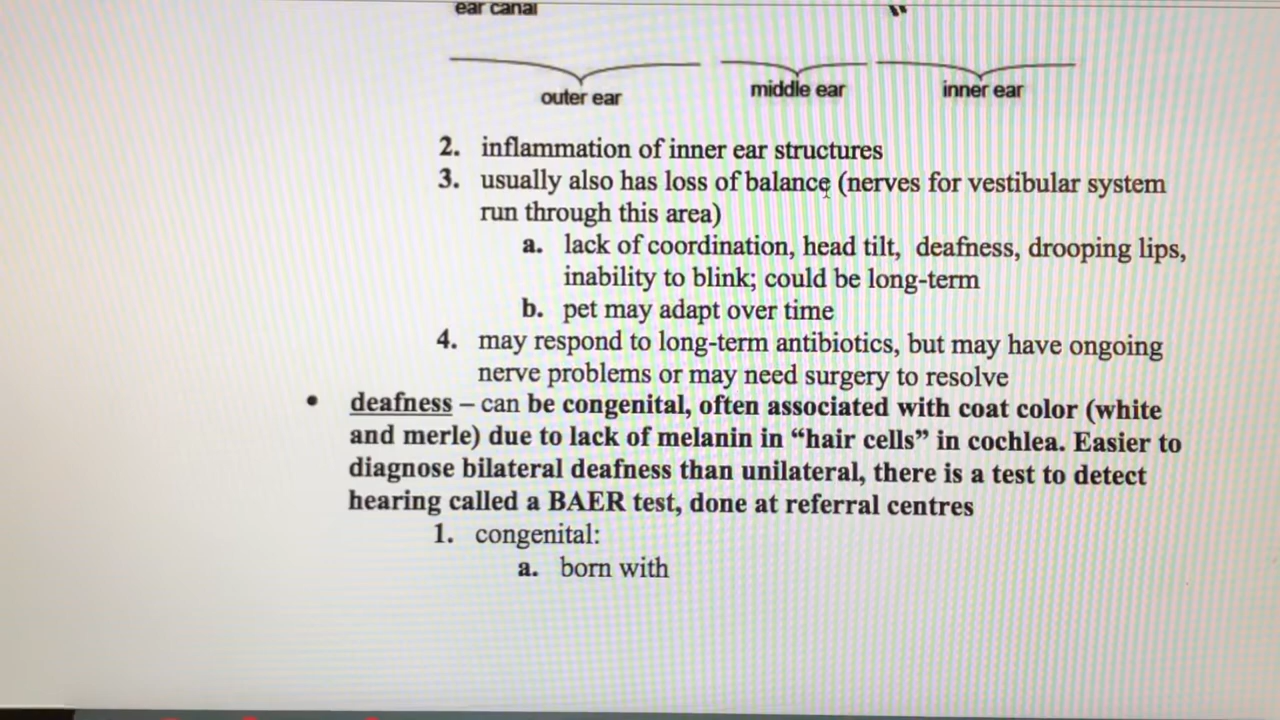 ear canal
outer ear
middle ear
inner ear
2. inflammation of inner ear structures
3. usually also has loss of balance (nerves for vestibular system
run through this area)
a. lack of coordination, head tilt, deafness, drooping lips,
inability to blink; could be long-term
b. pet may adapt over time
4. may respond to long-term antibiotics, but may have ongoing
nerve problems or may need surgery to resolve
• deafness – can be congenital, often associated with coat color (white
and merle) due to lack of melanin in “hair cells” in cochlea. Easier to
diagnose bilateral deafness than unilateral, there is a test to detect
hearing called a BAER test, done at referral centres
1. congenital:
a. born with